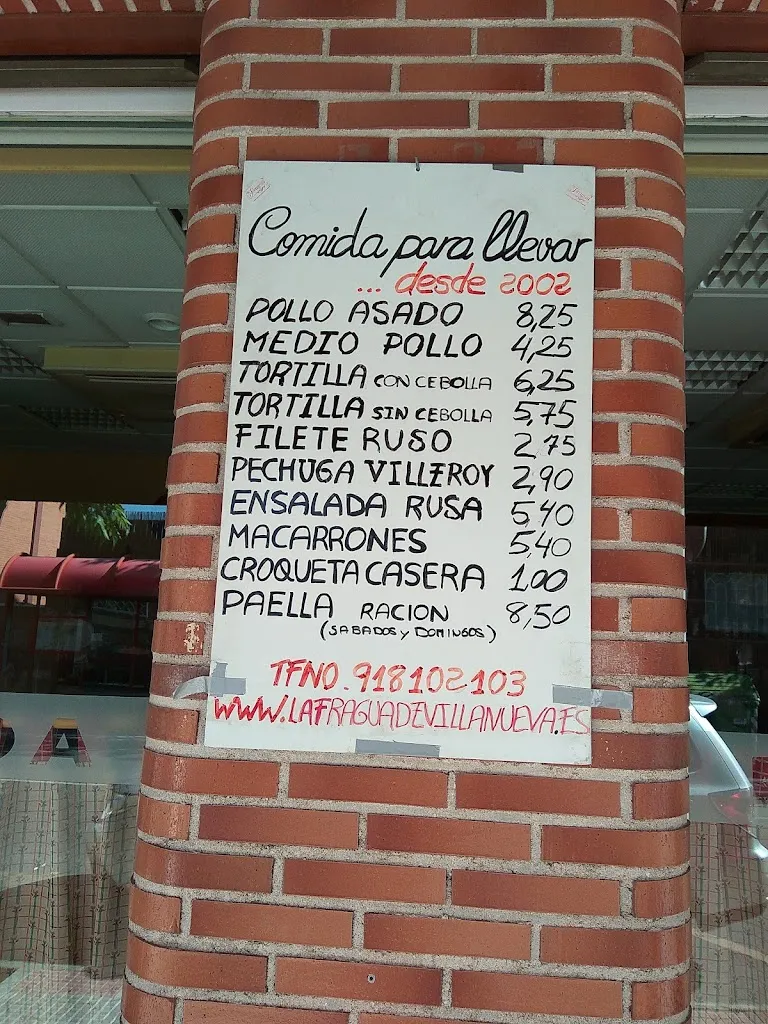 Comida para llevar
... desde 2002
POLLO ASADO 8,25
MEDIO POLLO 4,25
TORTILLA CON CEBOLLA 6,25
TORTILLA SIN CEBOLLA 5,75
FILETE RUSO 2,75
PECHUGA VILLEROY 2,90
ENSALADA RUSA 5,40
MACARRONES 5,40
CROQUETA CASERA 1,00
PAELLA RACION 8,50
(SABADOS Y DOMINGOS)
TFNO. 918102103
WWW.LAFRAGUADEVILLANUEVA.ES
DA